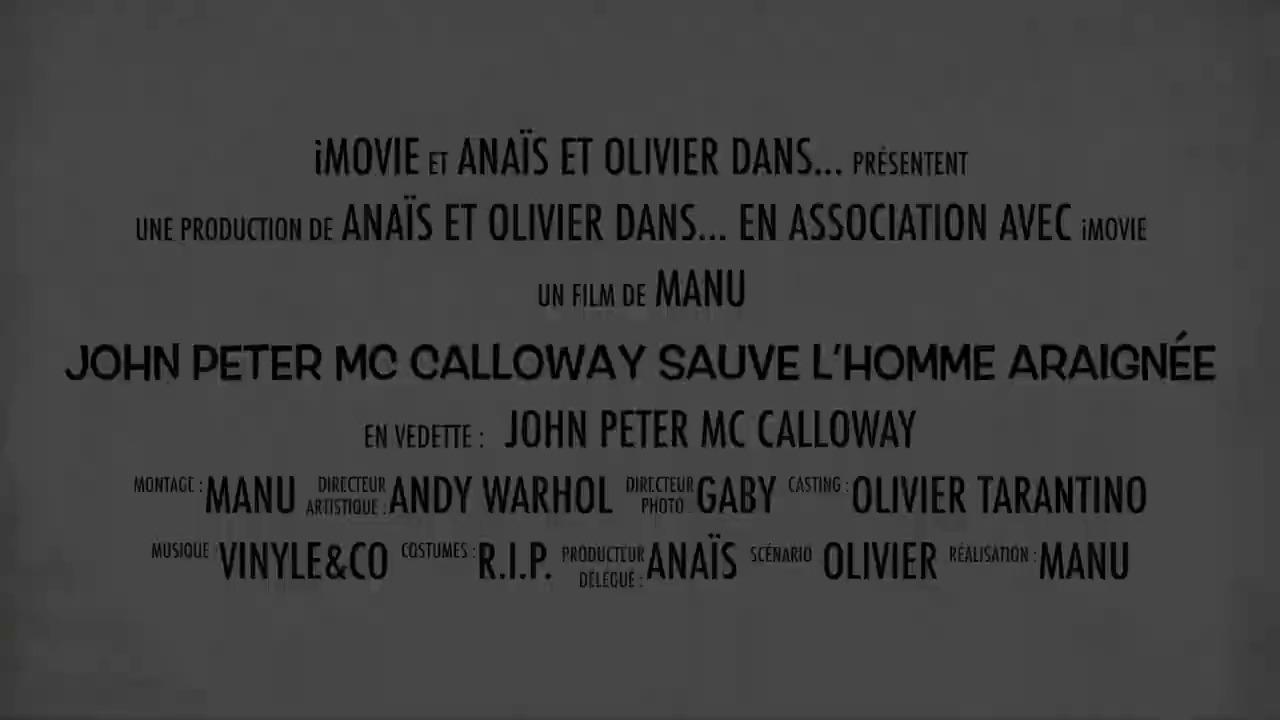 iMOVIE ET ANAÏS ET OLIVIER DANS... PRÉSENTENT
UNE PRODUCTION DE ANAÏS ET OLIVIER DANS... EN ASSOCIATION AVEC iMOVIE
UN FILM DE MANU
JOHN PETER MC CALLOWAY SAUVE L'HOMME ARAIGNÉE
EN VEDETTE : JOHN PETER MC CALLOWAY
MONTAGE : MANU DIRECTEUR ARTISTIQUE : ANDY WARHOL DIRECTEUR PHOTO GABY CASTING : OLIVIER TARANTINO
MUSIQUE VINYLE&CO COSTUMES : R.I.P. PRODUCTEUR DÉLÉGUÉ : ANAÏS SCÉNARIO OLIVIER RÉALISATION : MANU